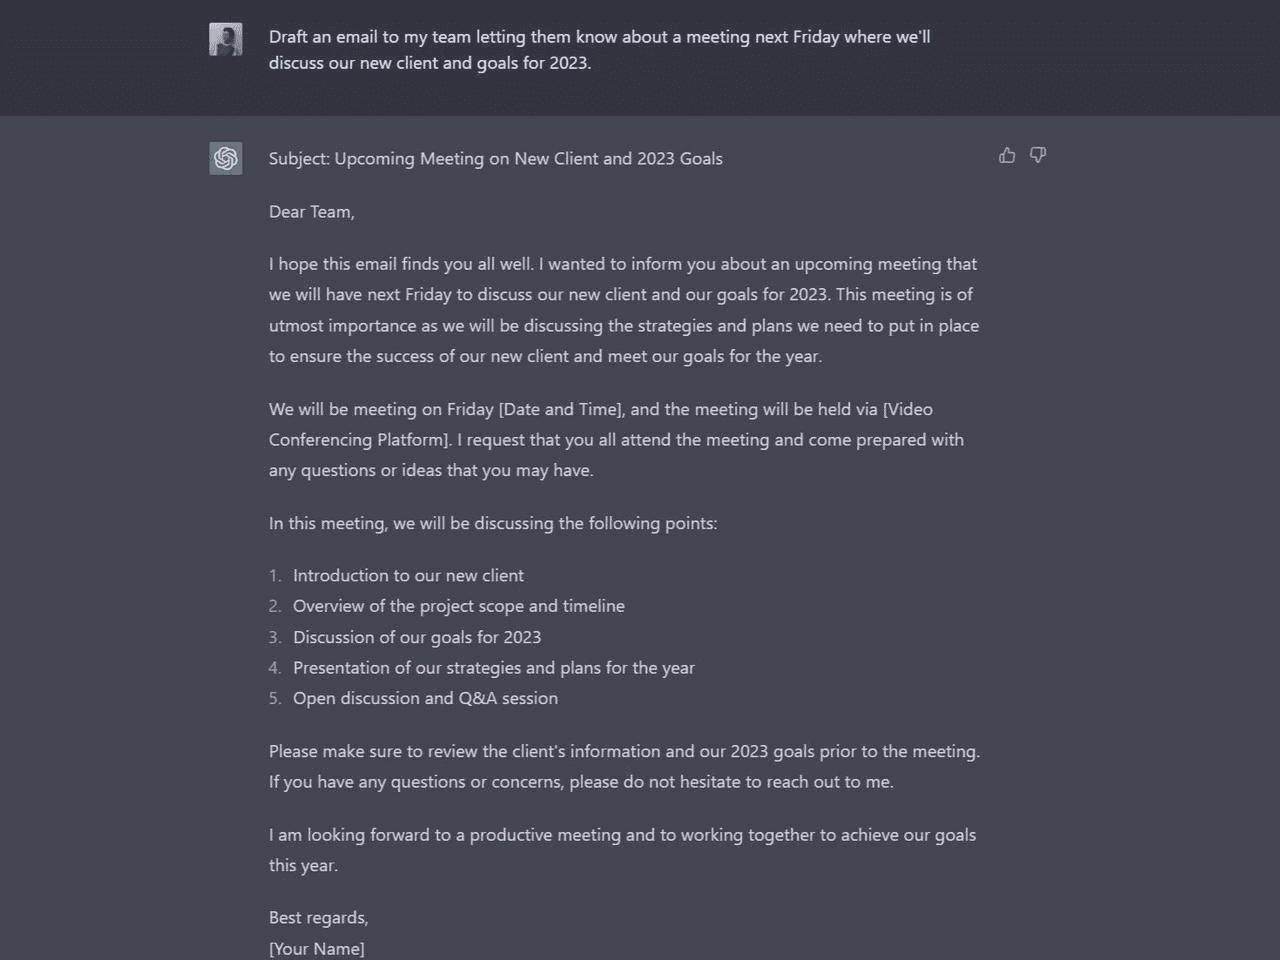 Draft an email to my team letting them know about a meeting next Friday where we'll
discuss our new client and goals for 2023.
Subject: Upcoming Meeting on New Client and 2023 Goals
Dear Team,
I hope this email finds you all well. I wanted to inform you about an upcoming meeting that
we will have next Friday to discuss our new client and our goals for 2023. This meeting is of
utmost importance as we will be discussing the strategies and plans we need to put in place
to ensure the success of our new client and meet our goals for the year.
We will be meeting on Friday [Date and Time], and the meeting will be held via [Video
Conferencing Platform]. I request that you all attend the meeting and come prepared with
any questions or ideas that you may have.
In this meeting, we will be discussing the following points:
1. Introduction to our new client
2. Overview of the project scope and timeline
3. Discussion of our goals for 2023
4. Presentation of our strategies and plans for the year
5. Open discussion and Q&A session
Please make sure to review the client's information and our 2023 goals prior to the meeting.
If you have any questions or concerns, please do not hesitate to reach out to me.
I am looking forward to a productive meeting and to working together to achieve our goals
this year.
Best regards,
[Your Name]